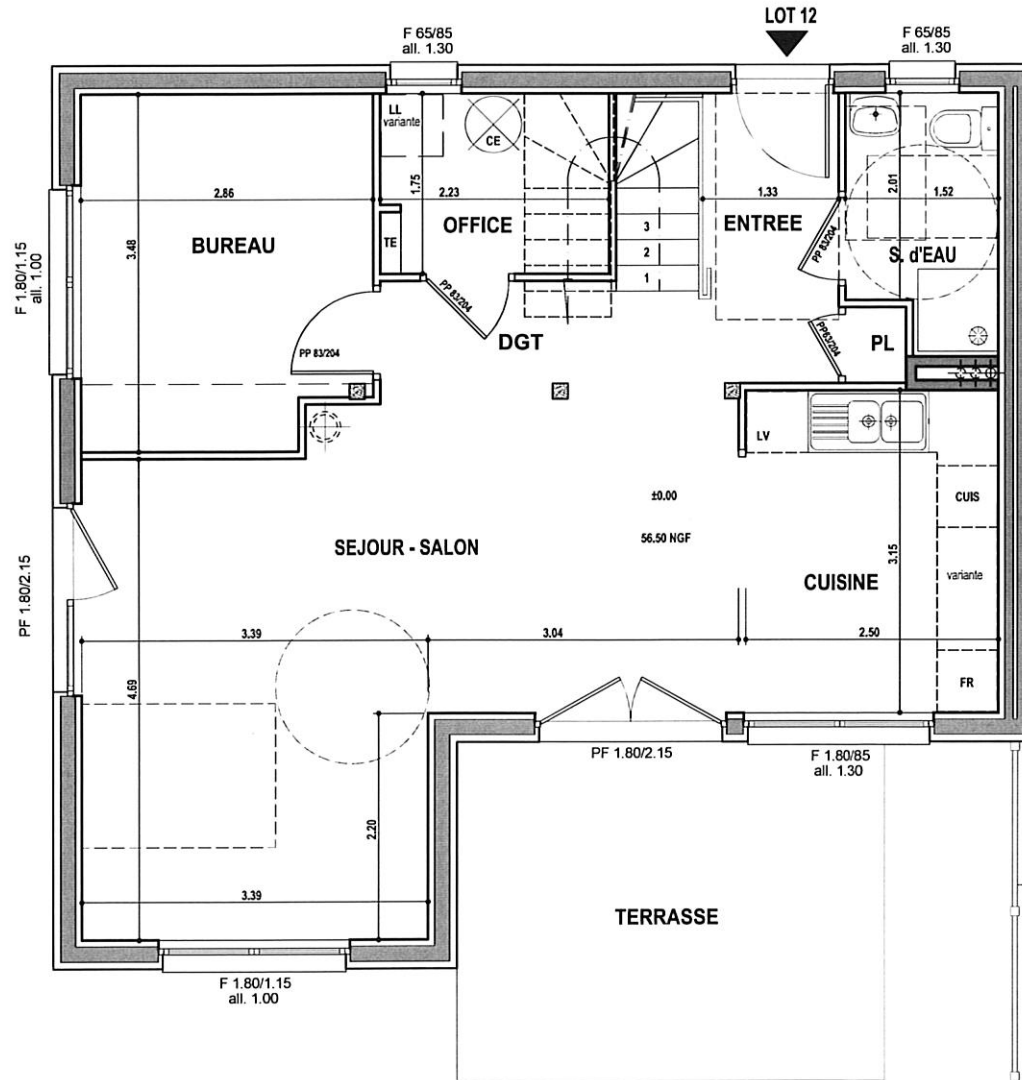 LOT 12
F 65/85
all. 1.30
F 65/85
all. 1.30
LL
variante
CE
2.86
1.75
2.23
OFFICE
1.33
2.01
1.52
BUREAU
TE
3
2
1
ENTREE
S. d'EAU
PP 83/204
3.48
F 1.80/1.15
all. 1.00
PP 83/204
DGT
PP 83/204
PP63/204
PL
LV
±0.00
56.50 NGF
CUIS
SEJOUR - SALON
CUISINE
3.15
variante
PF 1.80/2.15
3.39
3.04
2.50
4.69
FR
PF 1.80/2.15
F 1.80/85
all. 1.30
2.20
3.39
TERRASSE
F 1.80/1.15
all. 1.00